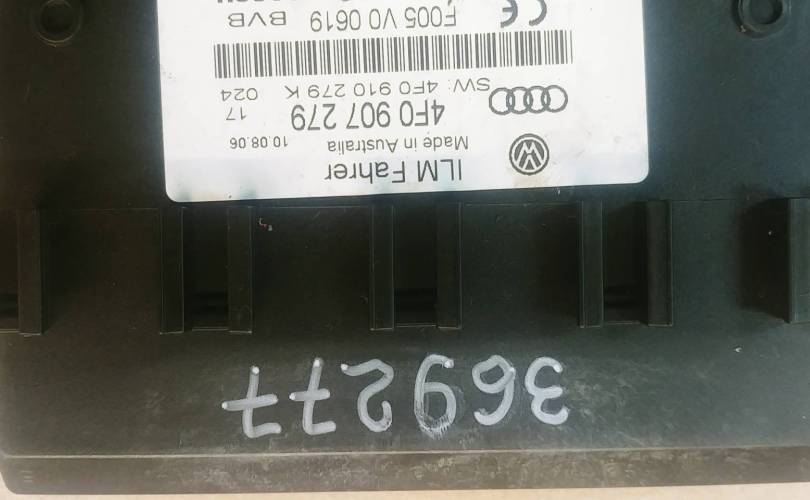 369277
ILM Fahrer
Made in Australia 10.08.06
4F0 907 279 17
SW: 4F0 910 279 K 024
F005 V0 0619 BVB